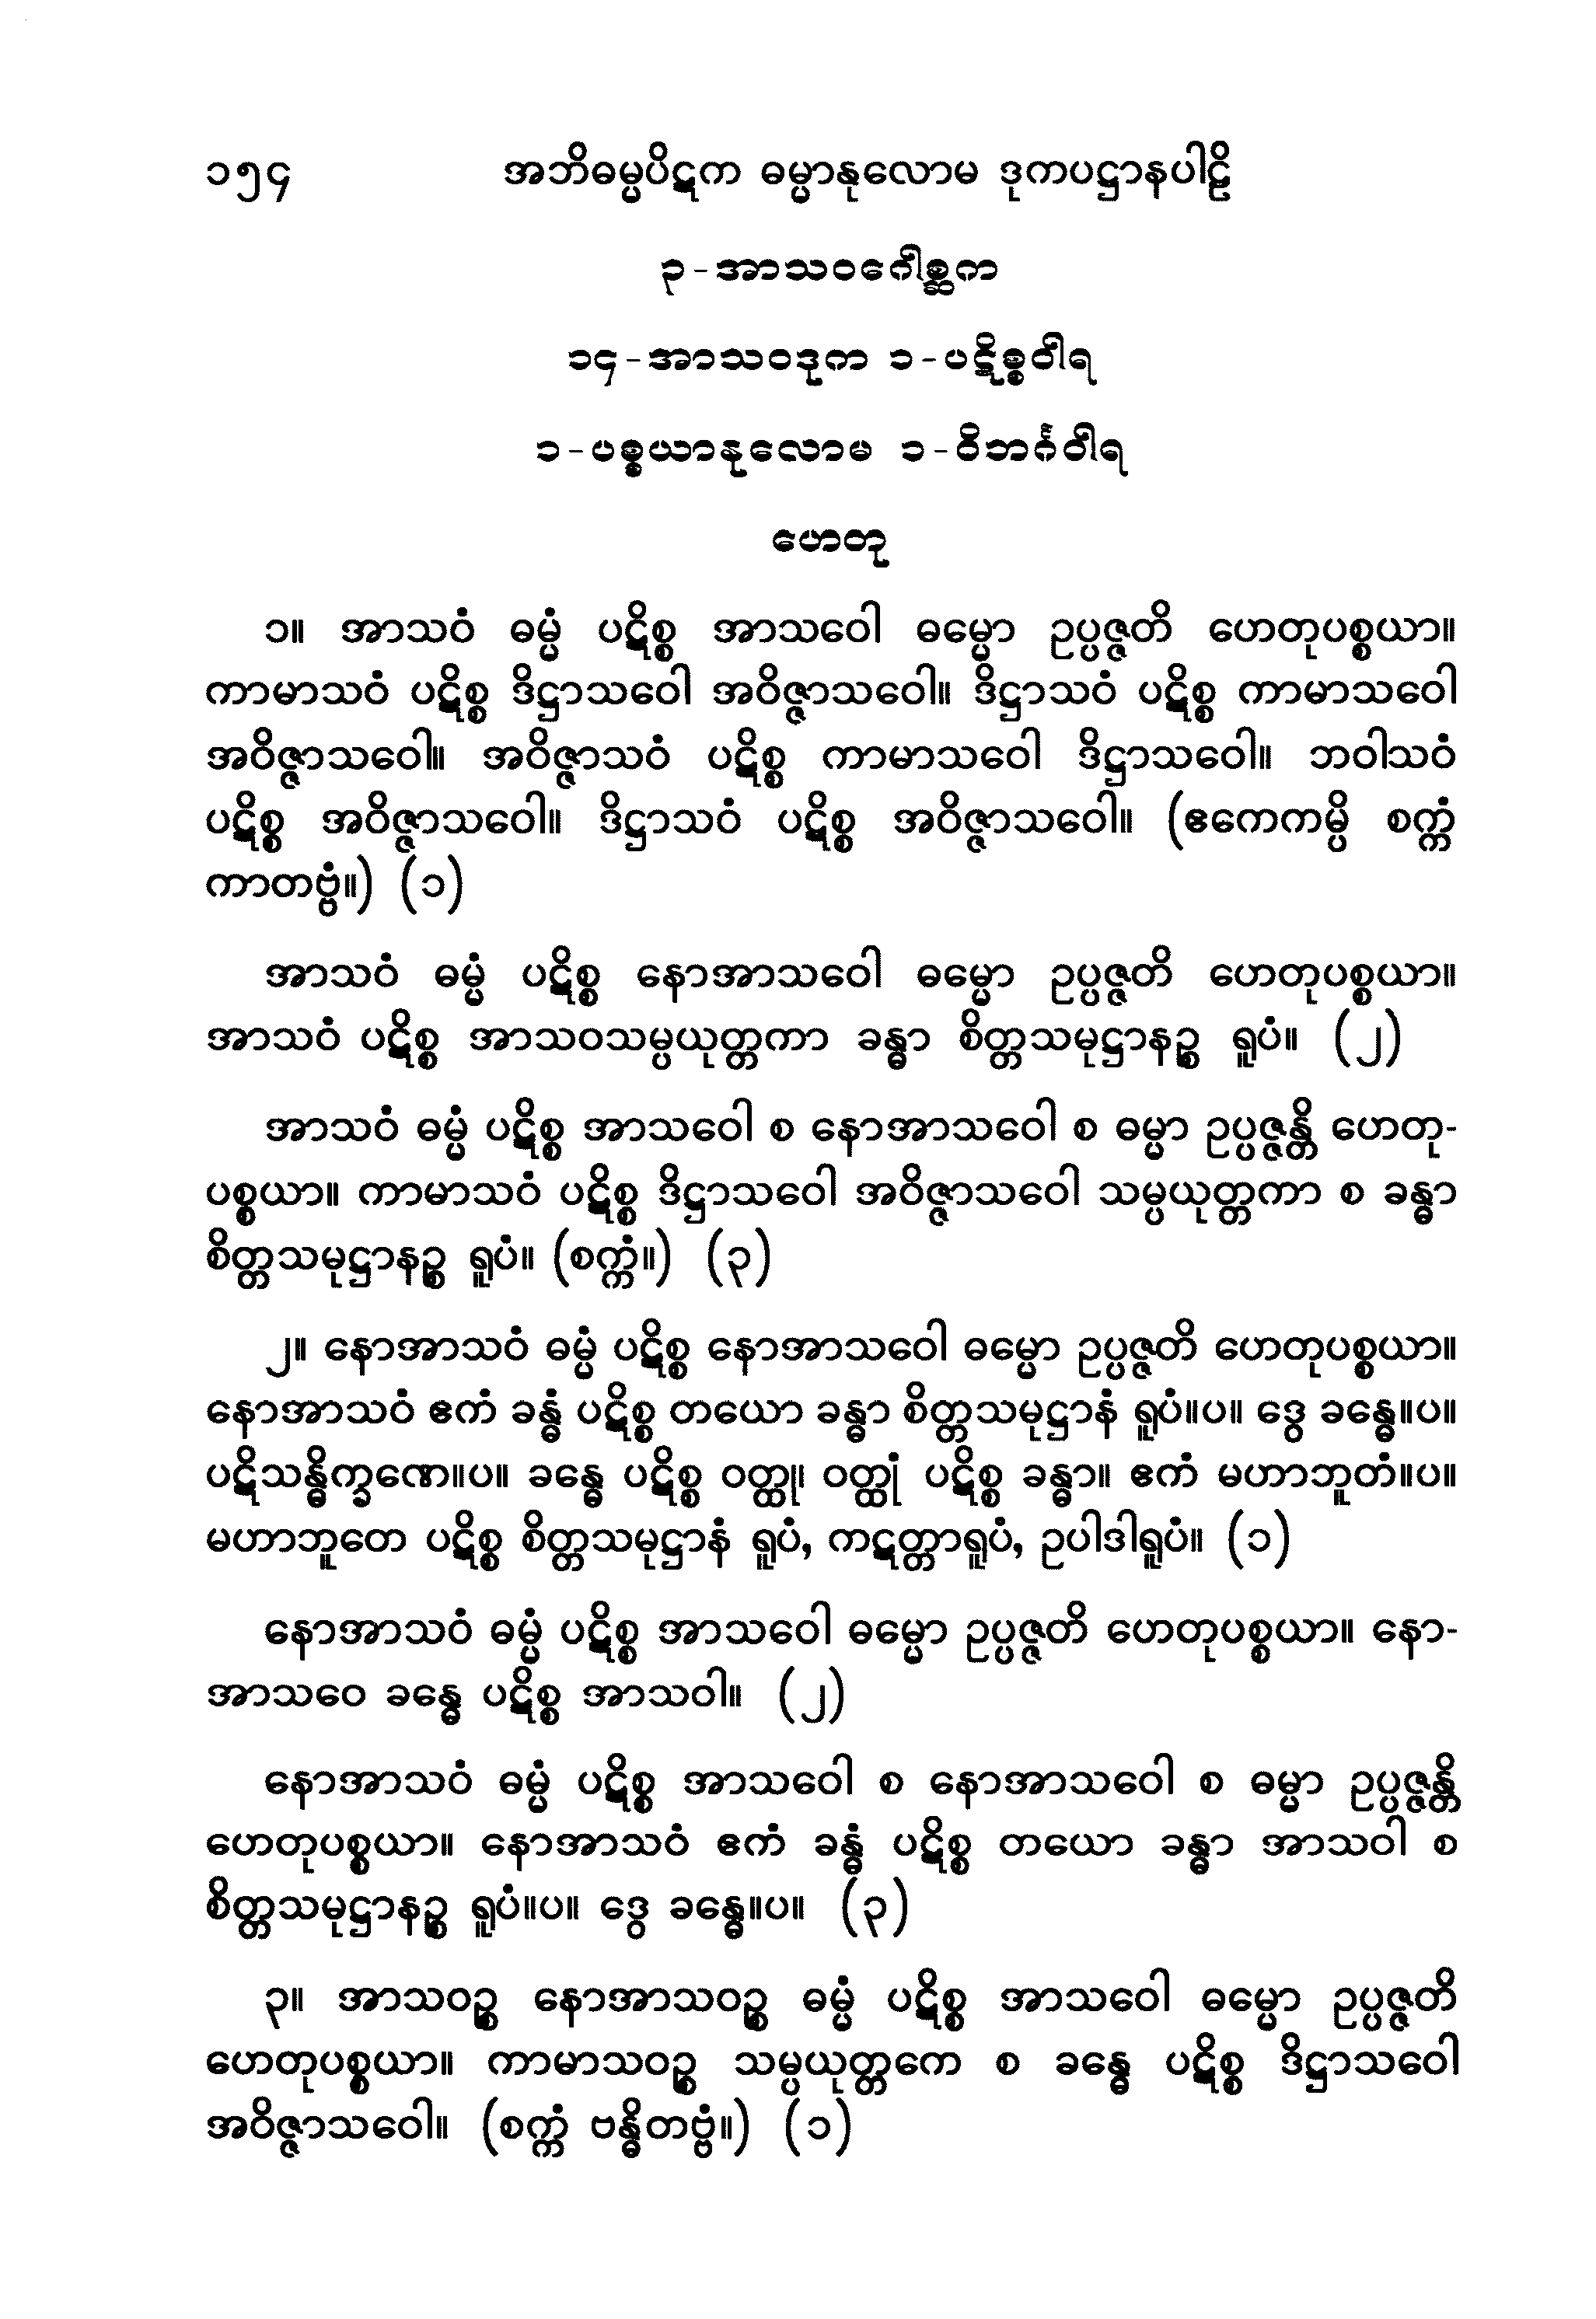 ၁၅၄ အဘိဓမ္မပိဋက ဓမ္မာနုလောမ ဒုကပဋ္ဌာနပါဠိ
၃-အာသဝဂေါစ္ဆက
၁၄-အာသဝဒုက ၁-ပဋိစ္စဝါရ
၁-ပစ္စယာနုလောမ ၁-ဝိဘင်္ဂဝါရ
ဟေတု
၁။ အာသဝံ ဓမ္မံ ပဋိစ္စ အာသဝေါ ဓမ္မော ဥပ္ပဇ္ဇတိ ဟေတုပစ္စယာ။
ကာမာသဝံ ပဋိစ္စ ဒိဋ္ဌာသဝေါ အဝိဇ္ဇာသဝေါ။ ဒိဋ္ဌာသဝံ ပဋိစ္စ ကာမာသဝေါ
အဝိဇ္ဇာသဝေါ။ အဝိဇ္ဇာသဝံ ပဋိစ္စ ကာမာသဝေါ ဒိဋ္ဌာသဝေါ။ ဘဝါသဝံ
ပဋိစ္စ အဝိဇ္ဇာသဝေါ။ ဒိဋ္ဌာသဝံ ပဋိစ္စ အဝိဇ္ဇာသဝေါ။ (ဧကေကမ္ပိ စက္ကံ
ကာတဗ္ဗံ။) (၁)
အာသဝံ ဓမ္မံ ပဋိစ္စ နောအာသဝေါ ဓမ္မော ဥပ္ပဇ္ဇတိ ဟေတုပစ္စယာ။
အာသဝံ ပဋိစ္စ အာသဝသမ္ပယုတ္တကာ ခန္ဓာ စိတ္တသမုဋ္ဌာနဉ္စ ရူပံ။ (၂)
အာသဝံ ဓမ္မံ ပဋိစ္စ အာသဝေါ စ နောအာသဝေါ စ ဓမ္မာ ဥပ္ပဇ္ဇန္တိ ဟေတု-
ပစ္စယာ။ ကာမာသဝံ ပဋိစ္စ ဒိဋ္ဌာသဝေါ အဝိဇ္ဇာသဝေါ သမ္ပယုတ္တကာ စ ခန္ဓာ
စိတ္တသမုဋ္ဌာနဉ္စ ရူပံ။ (စက္ကံ။) (၃)
၂။ နောအာသဝံ ဓမ္မံ ပဋိစ္စ နောအာသဝေါ ဓမ္မော ဥပ္ပဇ္ဇတိ ဟေတုပစ္စယာ။
နောအာသဝံ ဧကံ ခန္ဓံ ပဋိစ္စ တယော ခန္ဓာ စိတ္တသမုဋ္ဌာနံ ရူပံ။ပ။ ဒွေ ခန္ဓေ။ပ။
ပဋိသန္ဓိက္ခဏေ။ပ။ ခန္ဓေ ပဋိစ္စ ဝတ္ထု၊ ဝတ္ထုံ ပဋိစ္စ ခန္ဓာ။ ဧကံ မဟာဘူတံ။ပ။
မဟာဘူတေ ပဋိစ္စ စိတ္တသမုဋ္ဌာနံ ရူပံ, ကဋတ္တာရူပံ, ဥပါဒါရူပံ။ (၁)
နောအာသဝံ ဓမ္မံ ပဋိစ္စ အာသဝေါ ဓမ္မော ဥပ္ပဇ္ဇတိ ဟေတုပစ္စယာ။ နော-
အာသဝေ ခန္ဓေ ပဋိစ္စ အာသဝါ။ (၂)
နောအာသဝံ ဓမ္မံ ပဋိစ္စ အာသဝေါ စ နောအာသဝေါ စ ဓမ္မာ ဥပ္ပဇ္ဇန္တိ
ဟေတုပစ္စယာ။ နောအာသဝံ ဧကံ ခန္ဓံ ပဋိစ္စ တယော ခန္ဓာ အာသဝါ စ
စိတ္တသမုဋ္ဌာနဉ္စ ရူပံ။ပ။ ဒွေ ခန္ဓေ။ပ။ (၃)
၃။ အာသဝဉ္စ နောအာသဝဉ္စ ဓမ္မံ ပဋိစ္စ အာသဝေါ ဓမ္မော ဥပ္ပဇ္ဇတိ
ဟေတုပစ္စယာ။ ကာမာသဝဉ္စ သမ္ပယုတ္တကေ စ ခန္ဓေ ပဋိစ္စ ဒိဋ္ဌာသဝေါ
အဝိဇ္ဇာသဝေါ။ (စက္ကံ ဗန္ဓိတဗ္ဗံ။) (၁)